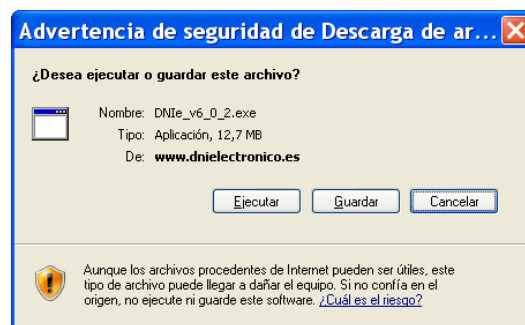 Advertencia de seguridad de Descarga de ar...
¿Desea ejecutar o guardar este archivo?
Nombre: DNIe_v6_0_2.exe
Tipo: Aplicación, 12,7 MB
De: www.dnielectronico.es
Ejecutar Guardar Cancelar
Aunque los archivos procedentes de Internet pueden ser útiles, este
tipo de archivo puede llegar a dañar el equipo. Si no confía en el
origen, no ejecute ni guarde este software. ¿Cuál es el riesgo?